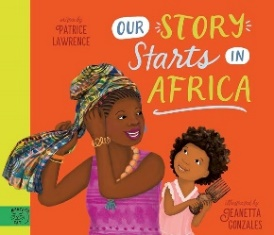 written by
PATRICE
LAWRENCE
OUR STORY
Starts IN
AFRICA
illustrated by
JEANETTA
GONZALES